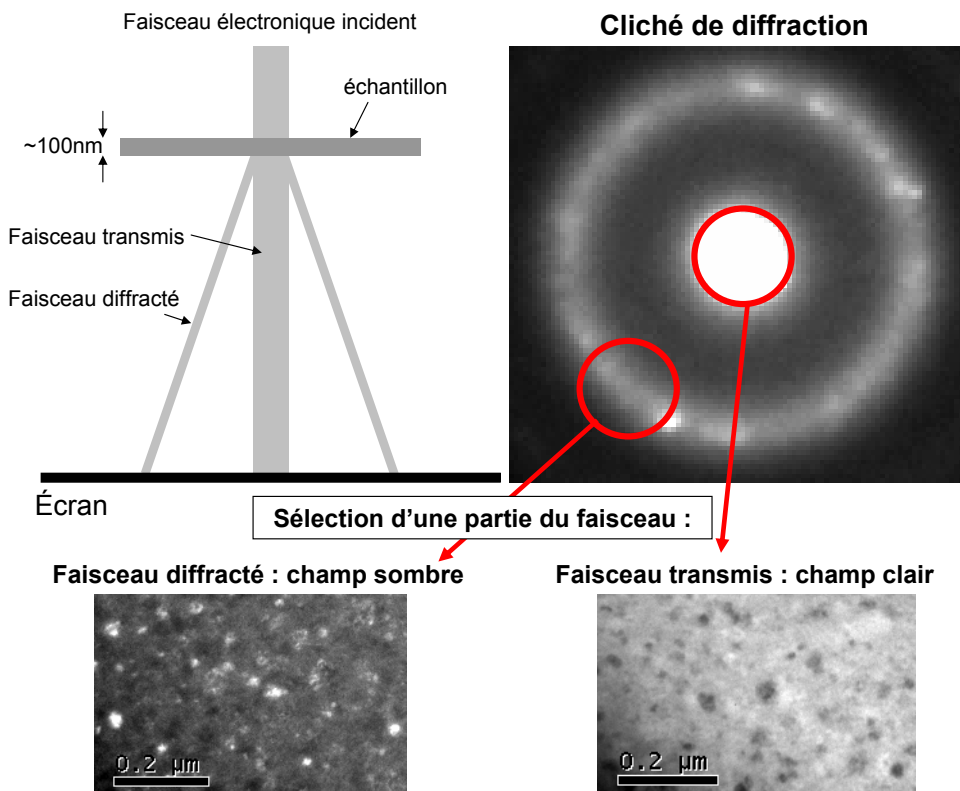 Faisceau électronique incident
Cliché de diffraction
échantillon
~100nm
Faisceau transmis
Faisceau diffracté
Écran
Sélection d'une partie du faisceau :
Faisceau diffracté : champ sombre
Faisceau transmis : champ clair
0.2 µm
0.2 µm